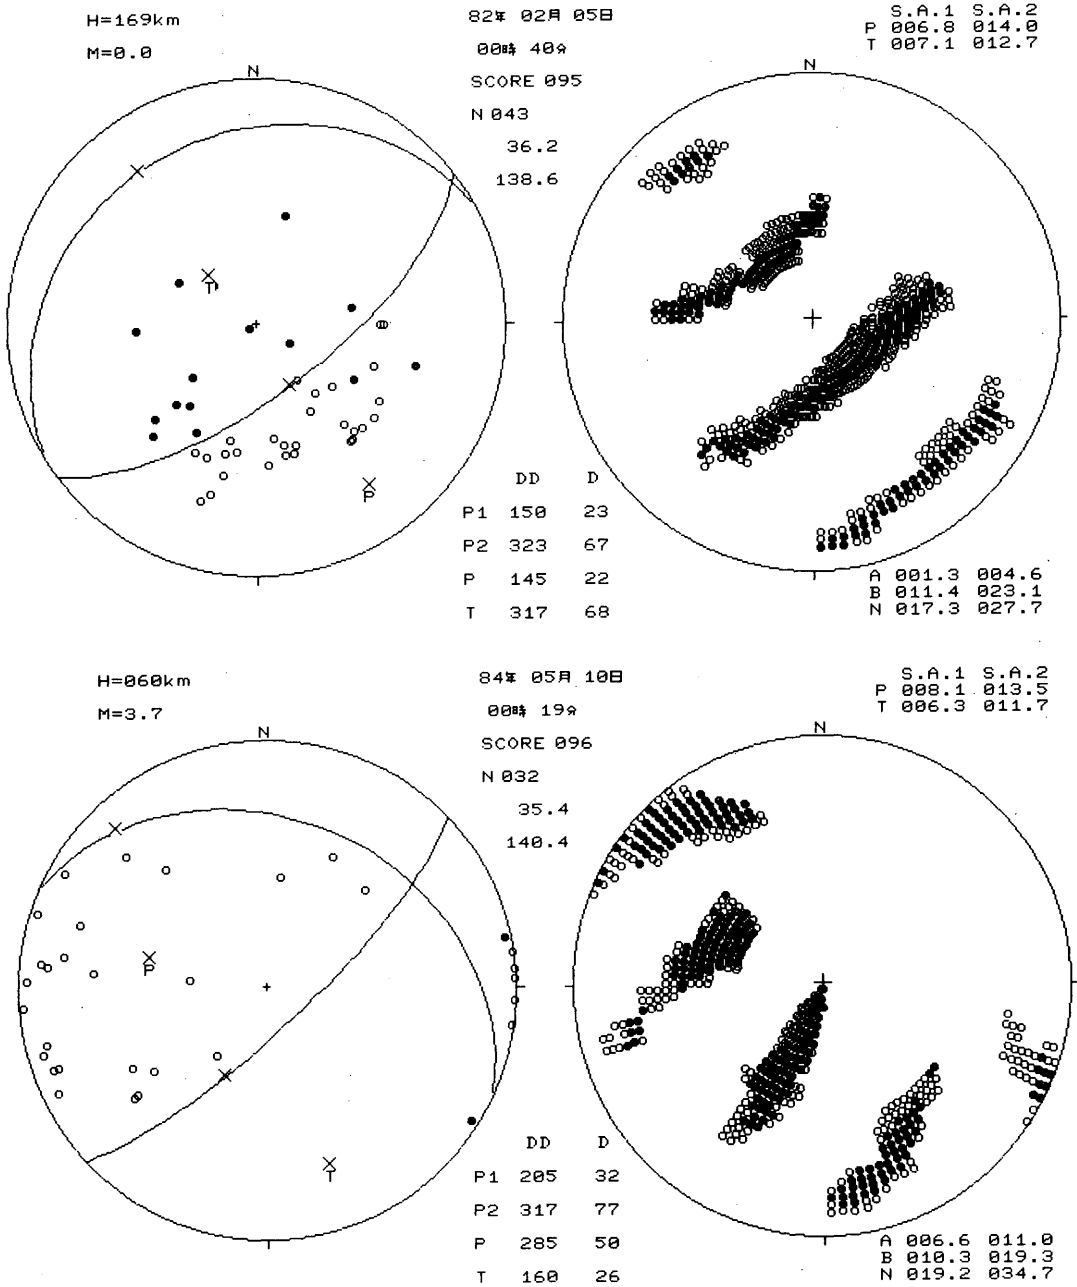 H=169km
M=0.0
82年 02月 05日
00時 40分
SCORE 095
N 043
36.2
138.6
S.A.1 S.A.2
P 006.8 014.0
T 007.1 012.7
N
N
T
P
DD D
P1 150 23
P2 323 67
P 145 22
T 317 68
A 001.3 004.6
B 011.4 023.1
N 017.3 027.7
H=060km
M=3.7
84年 05月 10日
00時 19分
SCORE 096
N 032
35.4
140.4
S.A.1 S.A.2
P 008.1 013.5
T 006.3 011.7
N
N
P
T
DD D
P1 205 32
P2 317 77
P 285 50
T 160 26
A 006.6 011.0
B 010.3 019.3
N 019.2 034.7